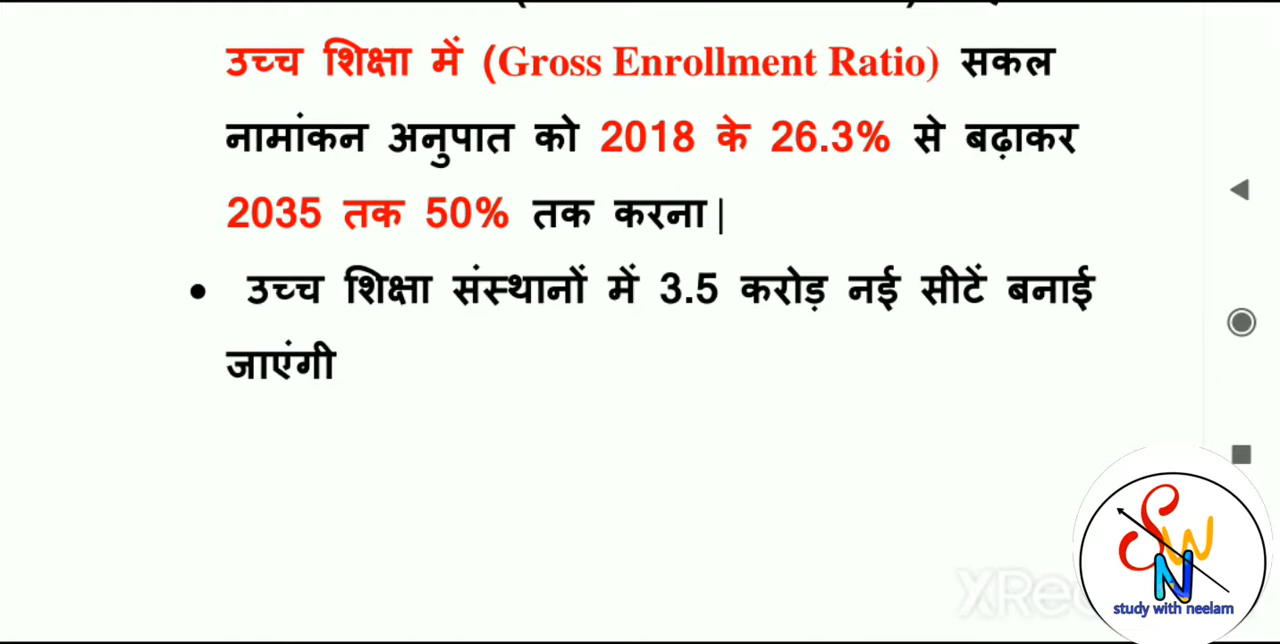 उच्च शिक्षा में (Gross Enrollment Ratio) सकल
नामांकन अनुपात को 2018 के 26.3% से बढ़ाकर
2035 तक 50% तक करना|
• उच्च शिक्षा संस्थानों में 3.5 करोड़ नई सीटें बनाई
जाएंगी
SWN
study with neelam